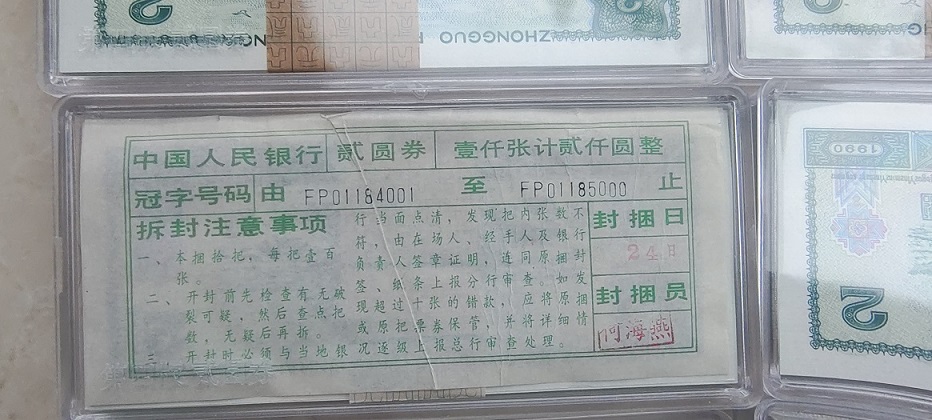 ZHONGGUO
中国人民银行 贰圆券 壹仟张计贰仟圆整
冠字号码 由 FP01184001 至 FP01185000 止
拆封注意事项
一、本捆拾把，每把壹百
张。
二、开封前先检查有无破
裂可疑，然后查点把
数，无疑后再拆。
三、开封时必须与当地银
行当面点清，发现把内张数不
符，由在场人、经手人及银行
负责人签章证明，连同原捆封
签、纸条上报分行审查。如发
现超过十张的错款，应将原捆
或原把票券保管，并将详细情
况逐级上报总行审查处理。
封捆日
24日
封捆员
阿海燕
1990
2
2
2